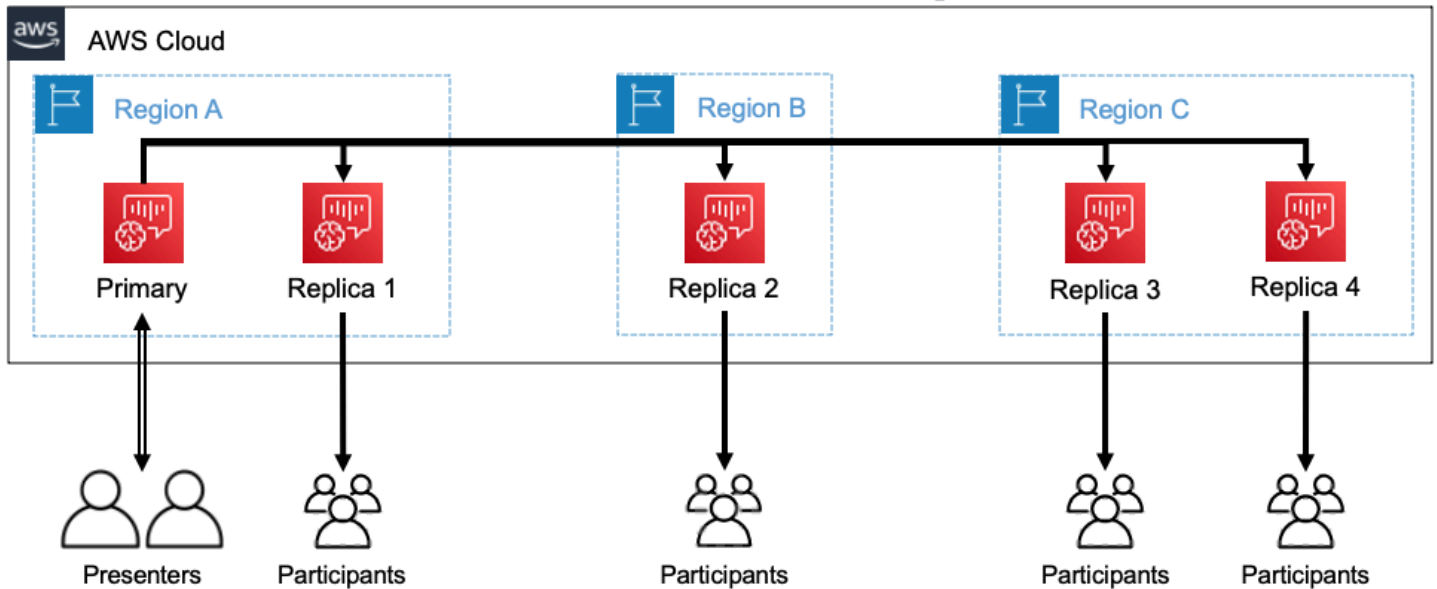 aws
AWS Cloud
Region A
Region B
Region C
Primary
Replica 1
Replica 2
Replica 3
Replica 4
Presenters
Participants
Participants
Participants
Participants